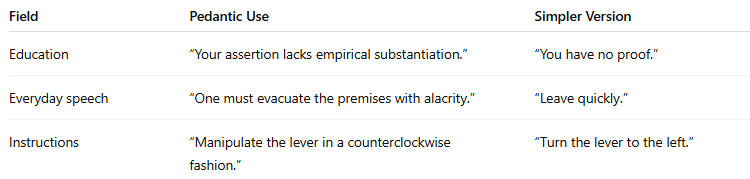 Field Pedantic Use Simpler Version
Education “Your assertion lacks empirical substantiation.” “You have no proof.”
Everyday speech “One must evacuate the premises with alacrity.” “Leave quickly.”
Instructions “Manipulate the lever in a counterclockwise “Turn the lever to the left.”
fashion.”